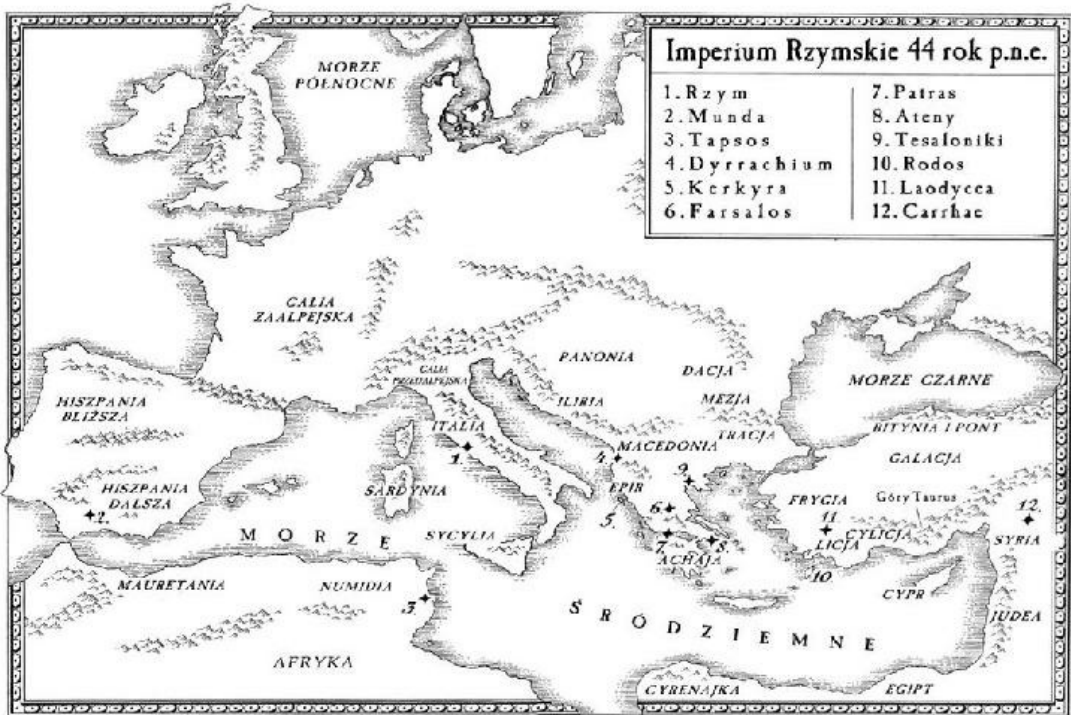 Imperium Rzymskie 44 rok p.n.e.
1. Rzym
2. Munda
3. Tapsos
4. Dyrrachium
5. Kerkyra
6. Farsalos
7. Patras
8. Ateny
9. Tesaloniki
10. Rodos
11. Laodycea
12. Carrhae
MORZE
PÓŁNOCNE
GALIA
ZAALPEJSKA
GALIA
PRZEDALPEJSKA
PANONIA
DACJA
MORZE CZARNE
HISZPANIA
BLIŻSZA
ILIRIA
MEZJA
ITALIA
TRACJA
BITYNIA I PONT
1.
MACEDONIA
4.
GALACJA
9.
HISZPANIA
DALSZA
2.
SARDYNIA
EPIR
5.
6.
FRYGIA
Góry Taurus
11.
12.
MORZE
SYCYLIA
7.
8.
ACHAJA
LICJA
CYLICJA
SYRIA
10.
MAURETANIA
NUMIDIA
3.
CYPR
JUDEA
ŚRÓDZIEMNE
AFRYKA
CYRENAJKA
EGIPT